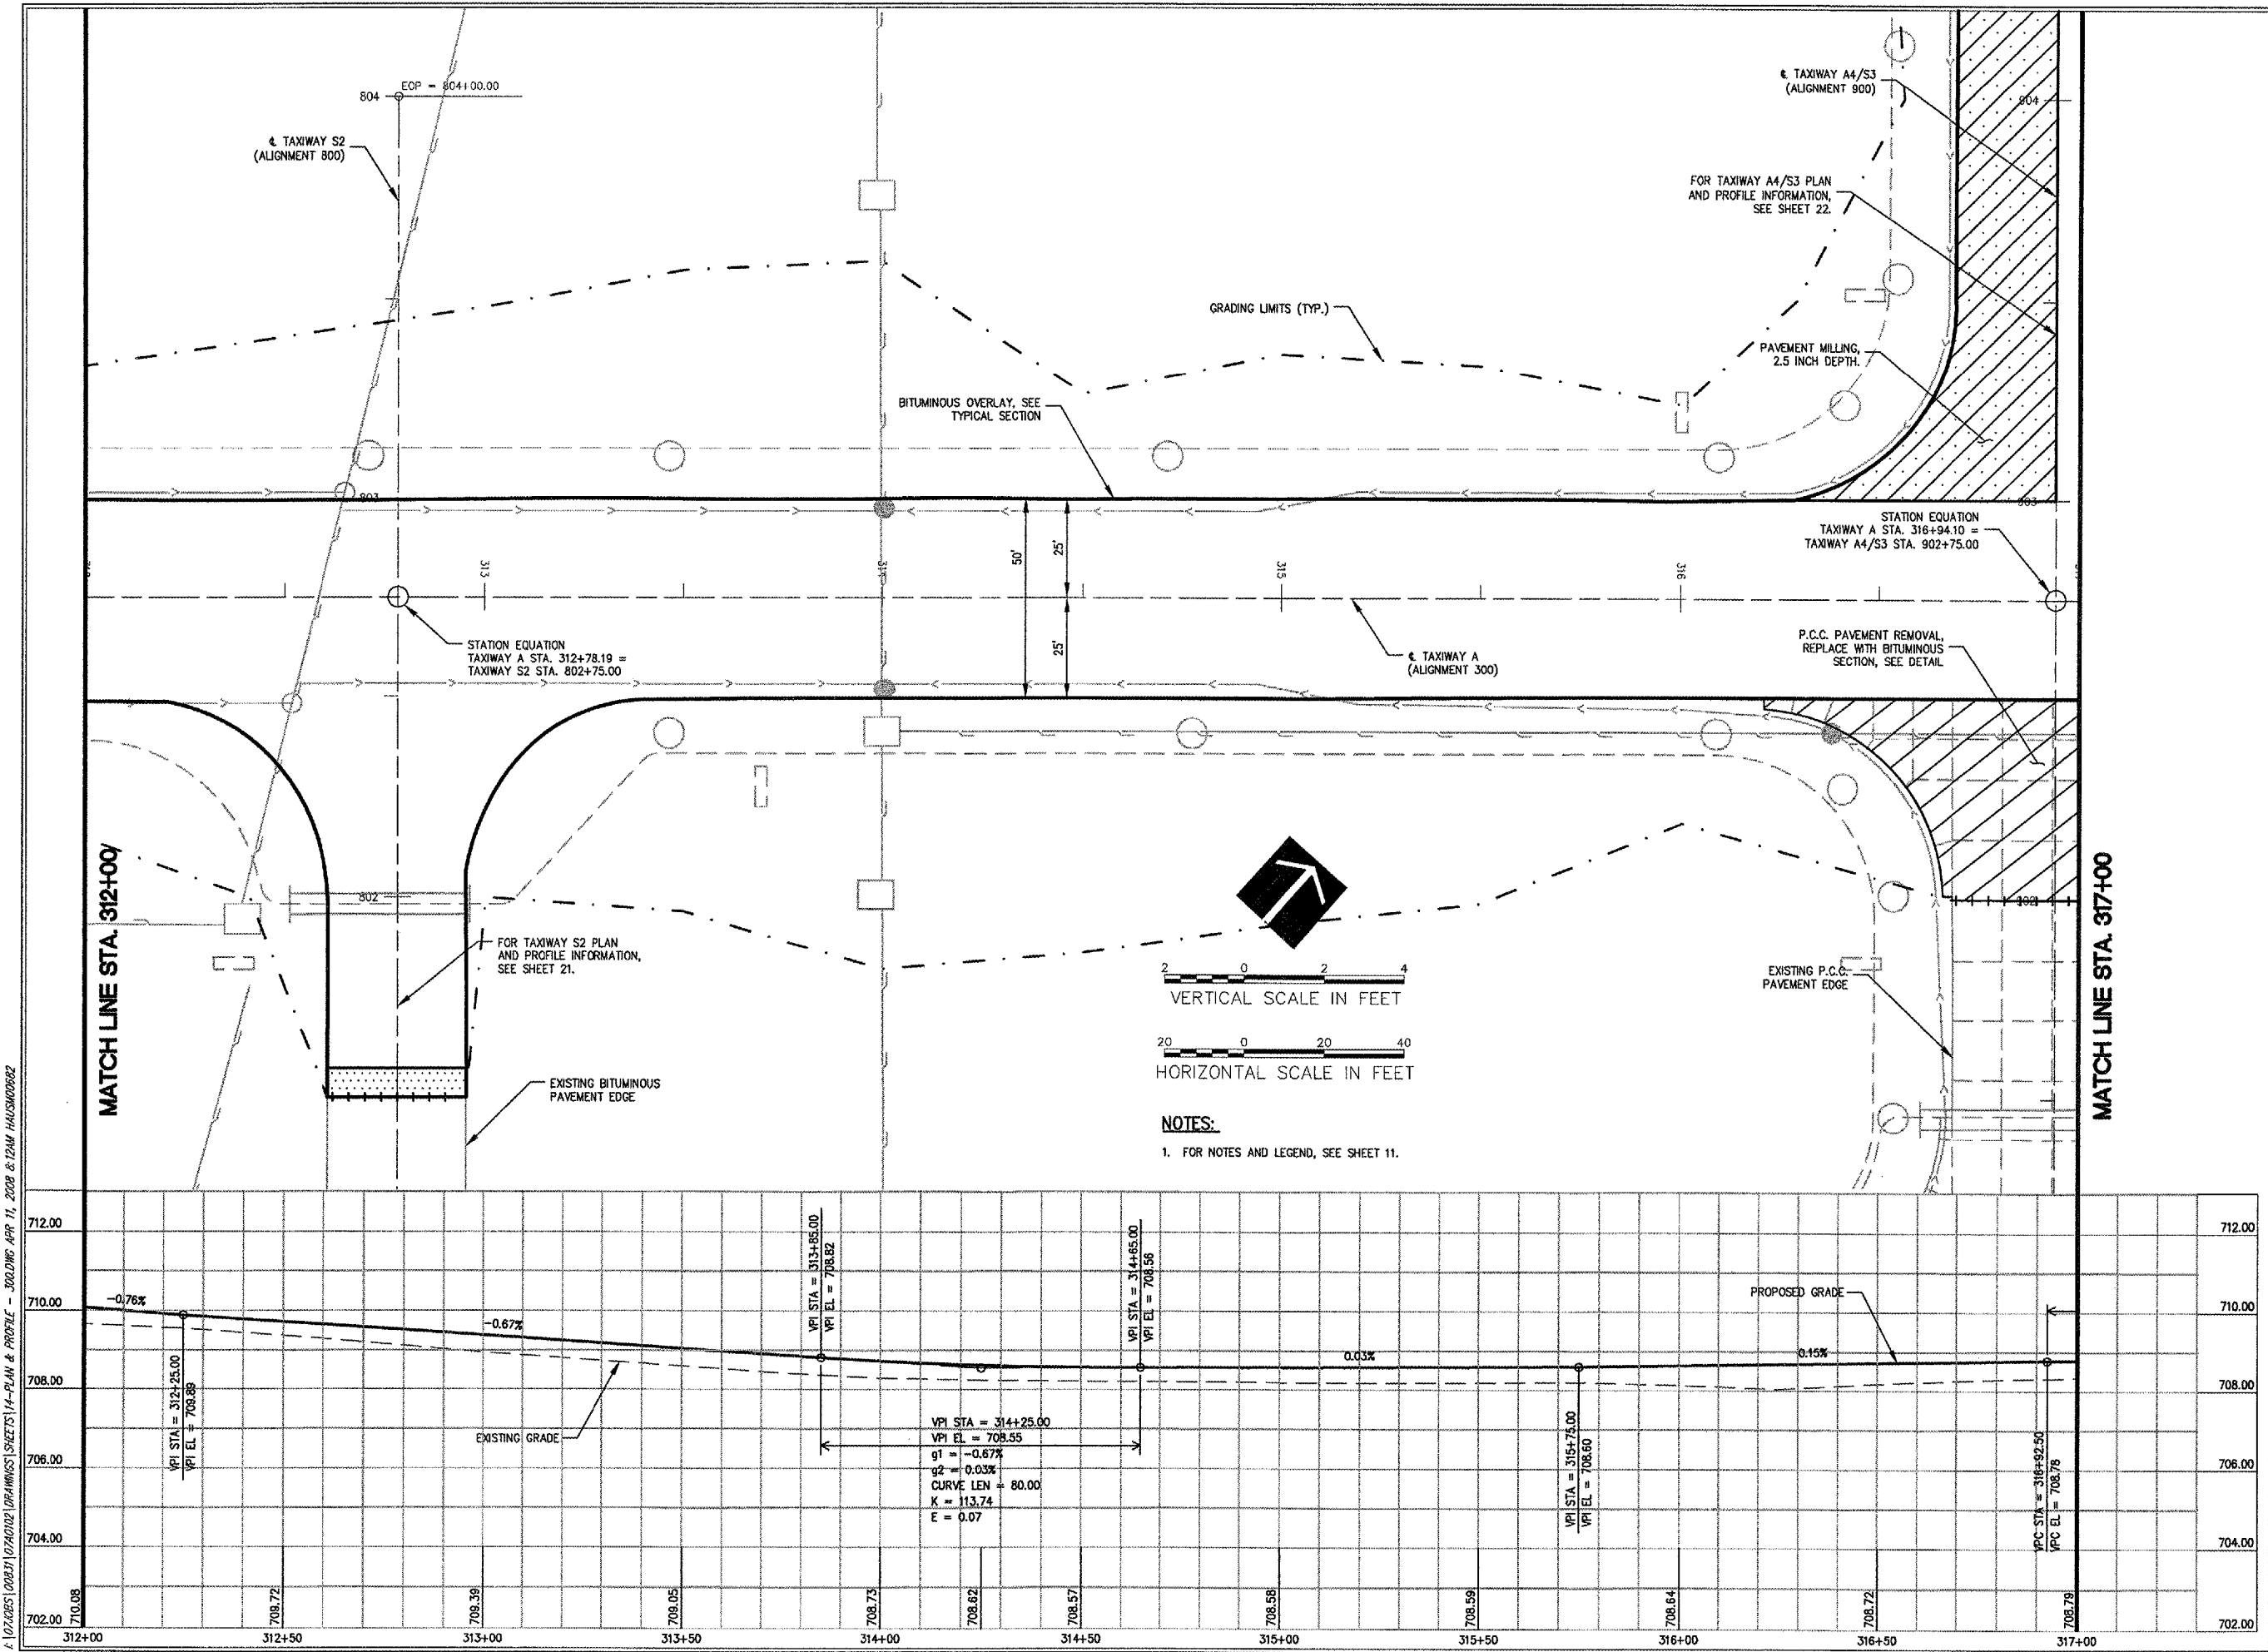 804
EOP = 804+00.00
℄ TAXIWAY S2
(ALIGNMENT 800)
℄ TAXIWAY A4/S3
(ALIGNMENT 900)
904
FOR TAXIWAY A4/S3 PLAN
AND PROFILE INFORMATION,
SEE SHEET 22.
GRADING LIMITS (TYP.)
PAVEMENT MILLING,
2.5 INCH DEPTH.
BITUMINOUS OVERLAY, SEE
TYPICAL SECTION
803
903
STATION EQUATION
TAXIWAY A STA. 316+94.10 =
TAXIWAY A4/S3 STA. 902+75.00
50'
25'
25'
313
315
316
STATION EQUATION
TAXIWAY A STA. 312+78.19 =
TAXIWAY S2 STA. 802+75.00
℄ TAXIWAY A
(ALIGNMENT 300)
P.C.C. PAVEMENT REMOVAL,
REPLACE WITH BITUMINOUS
SECTION, SEE DETAIL
MATCH LINE STA. 312+00
MATCH LINE STA. 317+00
802
902
FOR TAXIWAY S2 PLAN
AND PROFILE INFORMATION,
SEE SHEET 21.
EXISTING P.C.C.
PAVEMENT EDGE
2 0 2 4
VERTICAL SCALE IN FEET
20 0 20 40
HORIZONTAL SCALE IN FEET
EXISTING BITUMINOUS
PAVEMENT EDGE
NOTES:
1. FOR NOTES AND LEGEND, SEE SHEET 11.
712.00
710.00
708.00
706.00
704.00
702.00
-0.76%
VPI STA = 312+25.00
VPI EL = 709.89
-0.67%
EXISTING GRADE
VPI STA = 313+85.00
VPI EL = 708.82
VPI STA = 314+25.00
VPI EL = 708.55
g1 = -0.67%
g2 = 0.03%
CURVE LEN = 80.00
K = 113.74
E = 0.07
VPI STA = 314+65.00
VPI EL = 708.56
0.03%
VPI STA = 315+75.00
VPI EL = 708.60
PROPOSED GRADE
0.15%
VPC STA = 316+92.50
VPC EL = 708.78
712.00
710.00
708.00
706.00
704.00
702.00
710.08
709.72
709.39
709.05
708.73
708.62
708.57
708.58
708.59
708.64
708.72
708.79
312+00
312+50
313+00
313+50
314+00
314+50
315+00
315+50
316+00
316+50
317+00